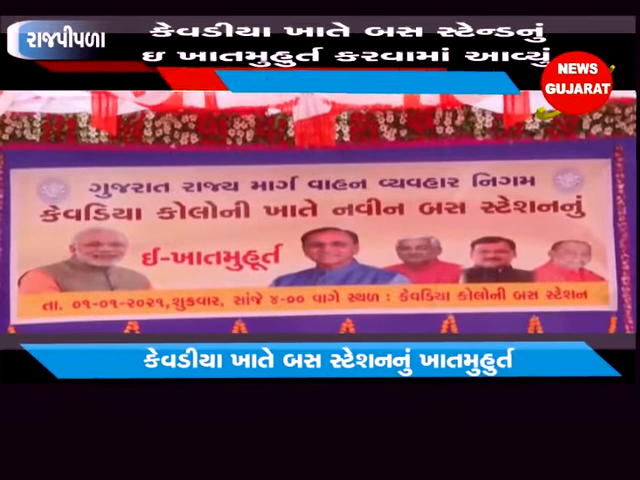 રાજપીપળા
કેવડીયા ખાતે બસ સ્ટેન્ડનું
ઇ ખાતમુહુર્ત કરવામાં આવ્યું
NEWS
GUJARAT
ગુજરાત રાજ્ય માર્ગ વાહન વ્યવહાર નિગમ
કેવડિયા કોલોની ખાતે નવીન બસ સ્ટેશનનું
ઈ-ખાતમુહૂર્ત
તા. ૦૧-૦૧-૨૦૨૧,શુક્રવાર, સાંજે ૪-૦૦ વાગે સ્થળ : કેવડિયા કોલોની બસ સ્ટેશન
કેવડીયા ખાતે બસ સ્ટેશનનું ખાતમુહુર્ત